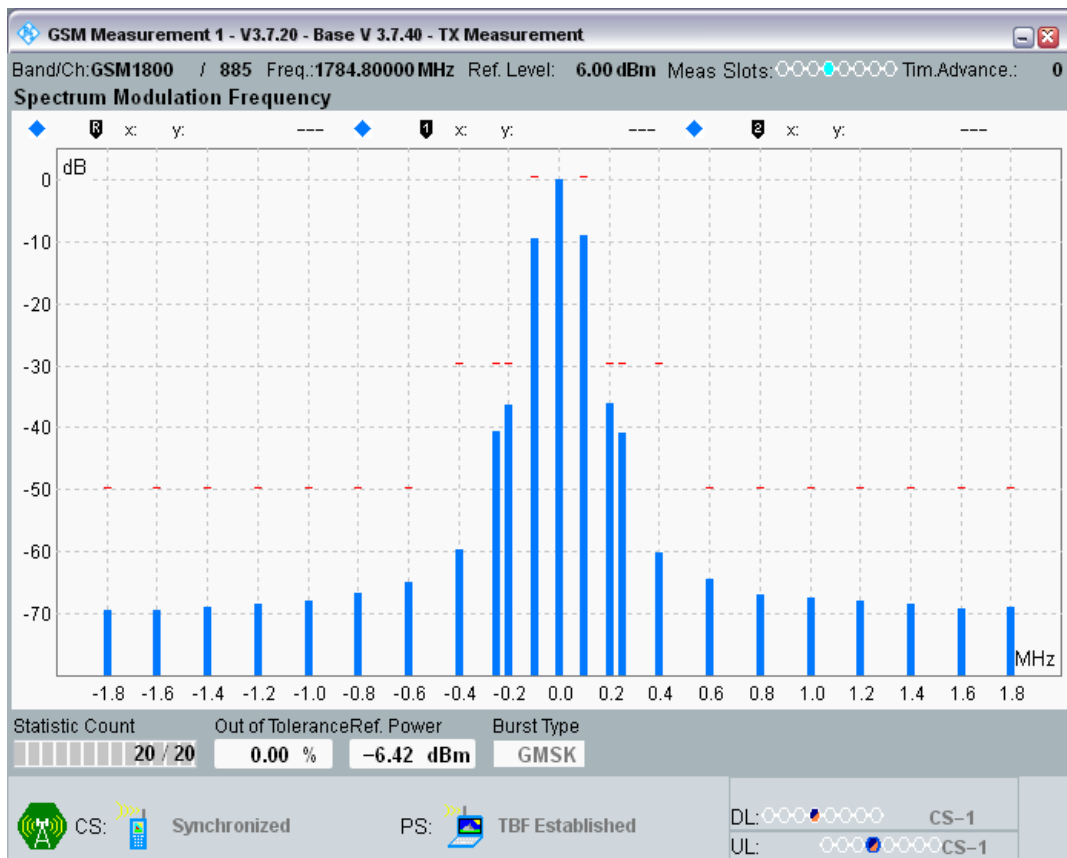 GSM Measurement 1 - V3.7.20 - Base V 3.7.40 - TX Measurement
Band/Ch:GSM1800 / 885 Freq.:1784.80000 MHz Ref. Level: 6.00 dBm Meas Slots: Tim.Advance.: 0
Spectrum Modulation Frequency
R x: y: --- 1 x: y: --- 2 x: y: ---
dB
0
-10
-20
-30
-40
-50
-60
-70
MHz
-1.8 -1.6 -1.4 -1.2 -1.0 -0.8 -0.6 -0.4 -0.2 0.0 0.2 0.4 0.6 0.8 1.0 1.2 1.4 1.6 1.8
Statistic Count Out of Tolerance Ref. Power Burst Type
20 / 20 0.00 % −6.42 dBm GMSK
CS: Synchronized PS: TBF Established
DL: CS−1
UL: CS−1